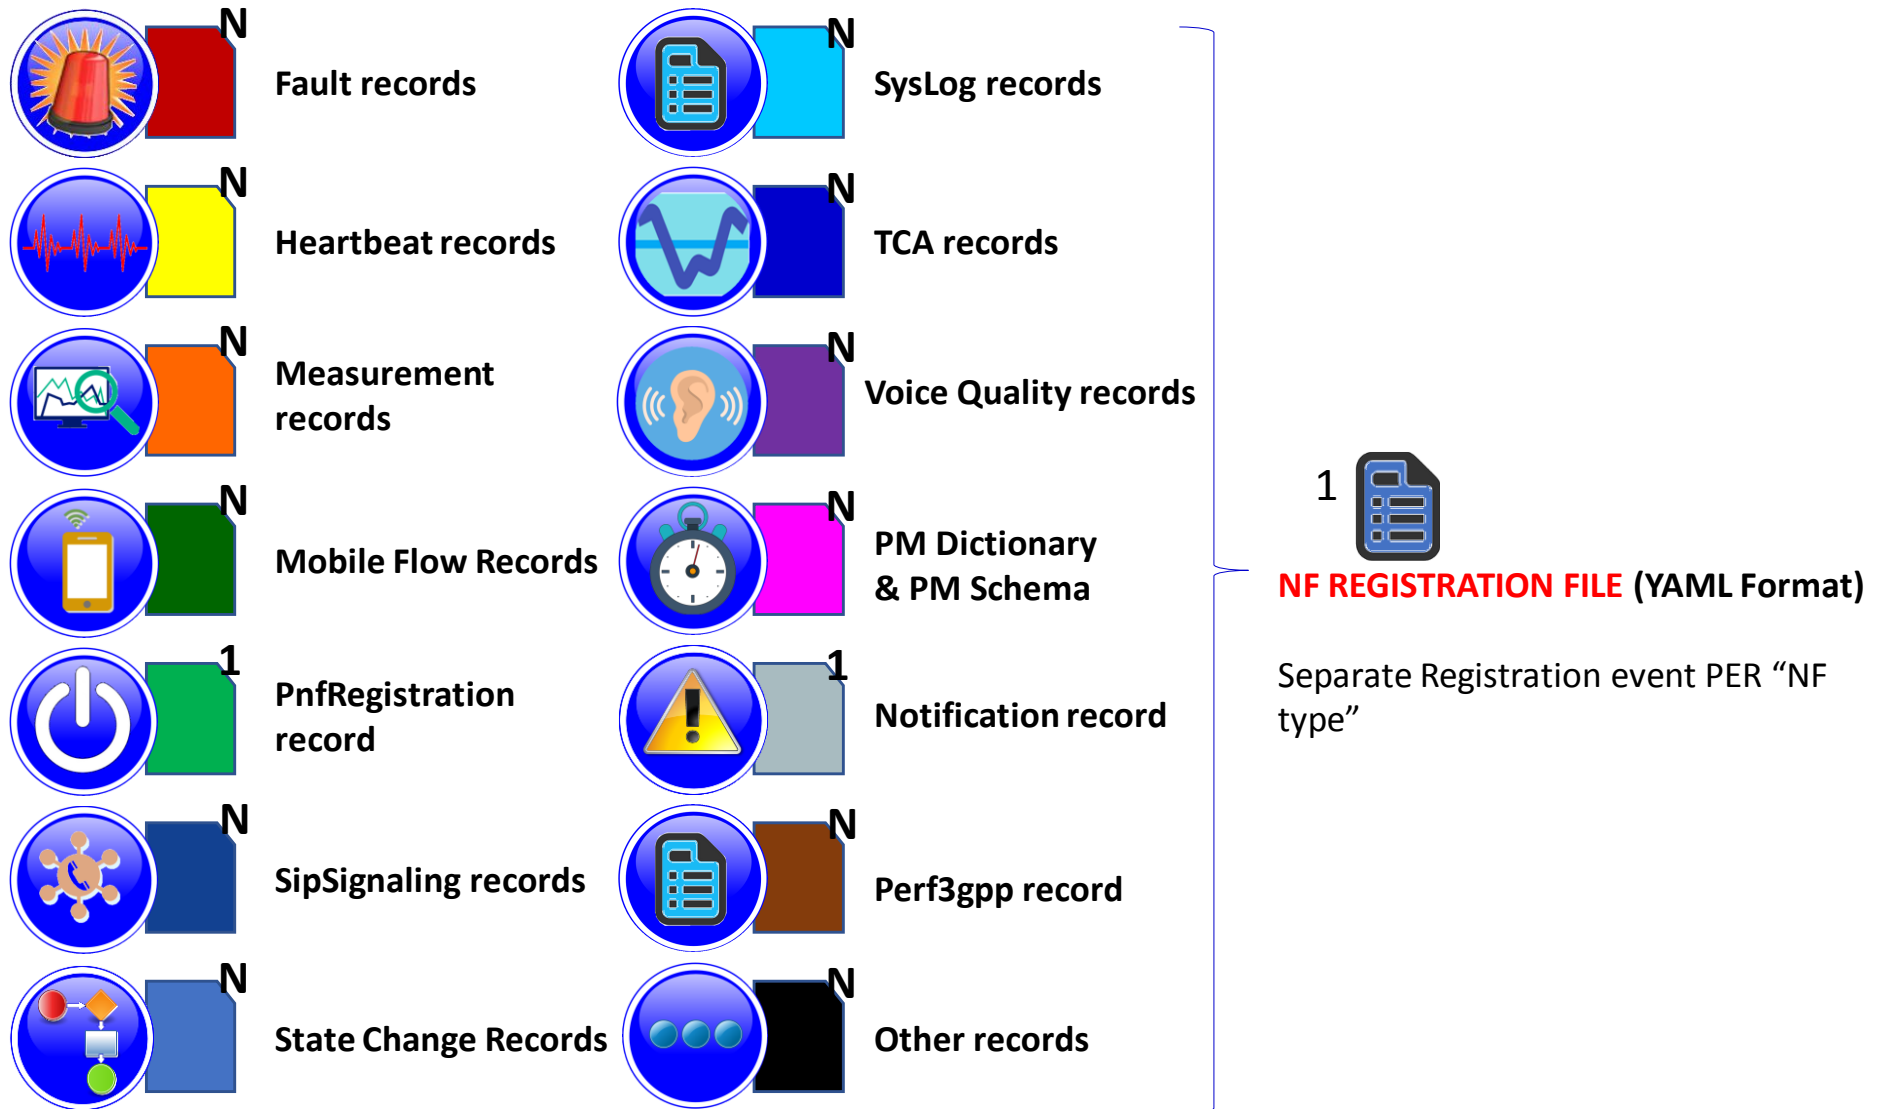 N
Fault records
N
SysLog records
N
Heartbeat records
N
TCA records
N
Measurement
records
N
Voice Quality records
N
Mobile Flow Records
N
PM Dictionary
& PM Schema
1
PnfRegistration
record
1
Notification record
N
SipSignaling records
N
Perf3gpp record
N
State Change Records
N
Other records
1
NF REGISTRATION FILE (YAML Format)
Separate Registration event PER “NF
type”